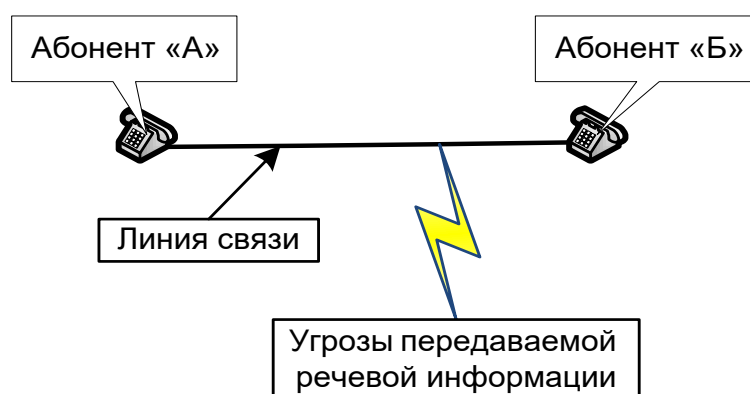 Абонент «А»
Абонент «Б»
Линия связи
Угрозы передаваемой
речевой информации